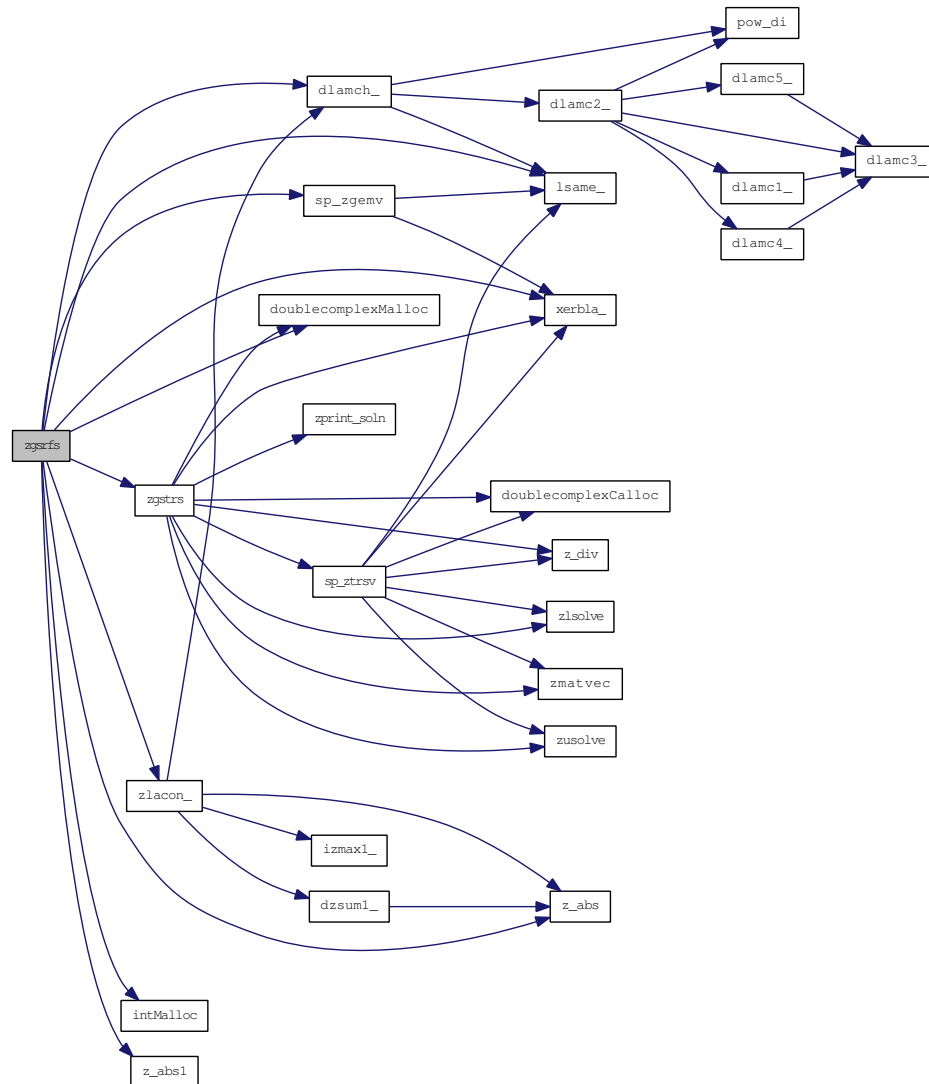 pow_di
dlamch_
dlamc5_
dlamc2_
dlamc3_
lsame_
dlamc1_
sp_zgemv
dlamc4_
doublecomplexMalloc
xerbla_
zprint_soln
zgsrfs
zgstrs
doublecomplexCalloc
z_div
sp_ztrsv
zlsolve
zmatvec
zusolve
zlacon_
izmax1_
dzsum1_
z_abs
intMalloc
z_abs1